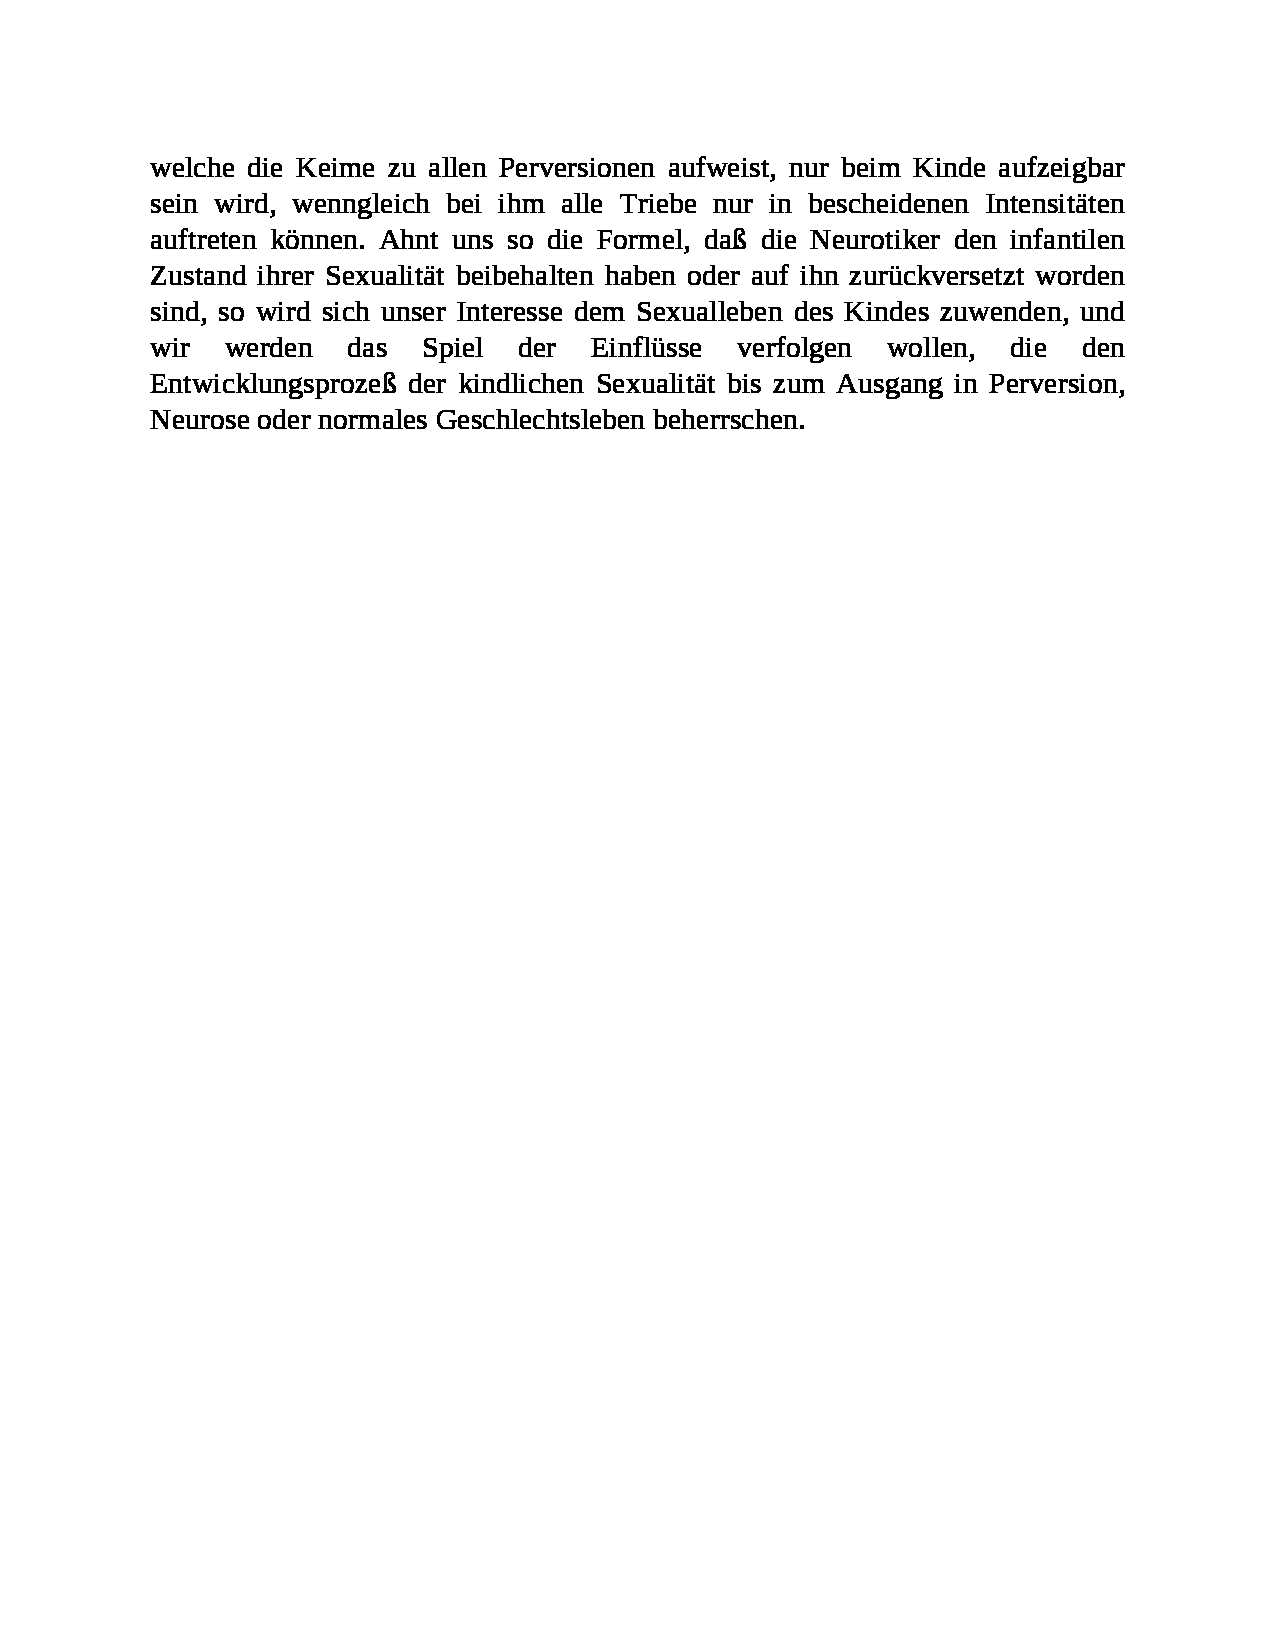 welche die Keime zu allen Perversionen aufweist, nur beim Kinde aufzeigbar
sein wird, wenngleich bei ihm alle Triebe nur in bescheidenen Intensitäten
auftreten können. Ahnt uns so die Formel, daß die Neurotiker den infantilen
Zustand ihrer Sexualität beibehalten haben oder auf ihn zurückversetzt worden
sind, so wird sich unser Interesse dem Sexualleben des Kindes zuwenden, und
wir werden das Spiel der Einflüsse verfolgen wollen, die den
Entwicklungsprozeß der kindlichen Sexualität bis zum Ausgang in Perversion,
Neurose oder normales Geschlechtsleben beherrschen.